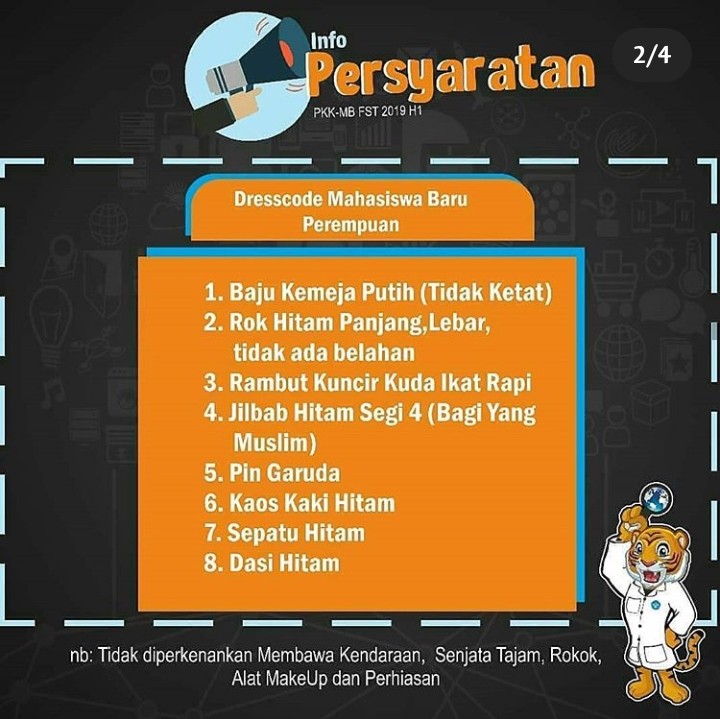 Info
2/4
Persyaratan
PKK-MB FST 2019 H1
Dresscode Mahasiswa Baru
Perempuan
1. Baju Kemeja Putih (Tidak Ketat)
2. Rok Hitam Panjang,Lebar,
tidak ada belahan
3. Rambut Kuncir Kuda Ikat Rapi
4. Jilbab Hitam Segi 4 (Bagi Yang
Muslim)
5. Pin Garuda
6. Kaos Kaki Hitam
7. Sepatu Hitam
8. Dasi Hitam
nb: Tidak diperkenankan Membawa Kendaraan, Senjata Tajam, Rokok,
Alat MakeUp dan Perhiasan